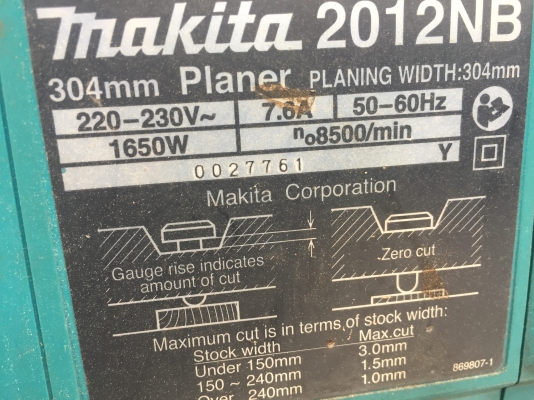 makita 2012NB
304mm Planer PLANING WIDTH:304mm
220-230V~ 7.6A 50-60Hz
1650W n₀8500/min
0027761 Y
Makita Corporation
Gauge rise indicates
amount of cut
Zero cut
Maximum cut is in terms of stock width:
Stock width Max.cut
Under 150mm 3.0mm
150 ~ 240mm 1.5mm
Over 240mm 1.0mm
869807-1